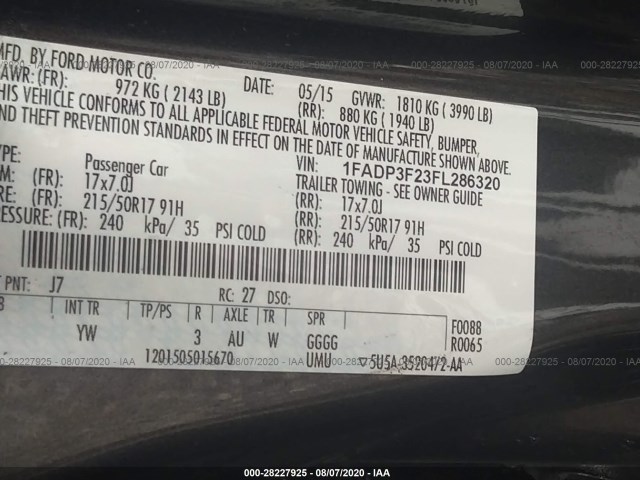 MFD. BY FORD MOTOR CO.
DATE: 05/15 GVWR: 1810 KG ( 3990 LB)
GAWR: (FR): 972 KG ( 2143 LB) (RR): 880 KG ( 1940 LB)
THIS VEHICLE CONFORMS TO ALL APPLICABLE FEDERAL MOTOR VEHICLE SAFETY, BUMPER,
AND THEFT PREVENTION STANDARDS IN EFFECT ON THE DATE OF MANUFACTURE SHOWN ABOVE.
TYPE: Passenger Car VIN: 1FADP3F23FL286320
TRAILER TOWING - SEE OWNER GUIDE
(FR): 17x7.0J (RR): 17x7.0J
(FR): 215/50R17 91H (RR): 215/50R17 91H
PRESSURE: (FR): 240 kPa/ 35 PSI COLD (RR): 240 kPa/ 35 PSI COLD
PNT: J7 RC: 27 DSO:
INT TR TP/PS R AXLE TR SPR F0088
YW 3 AU W GGGG R0065
1201505015670 UMU ▽5U5A-3520472-AA
000-28227925 - 08/07/2020 - IAA